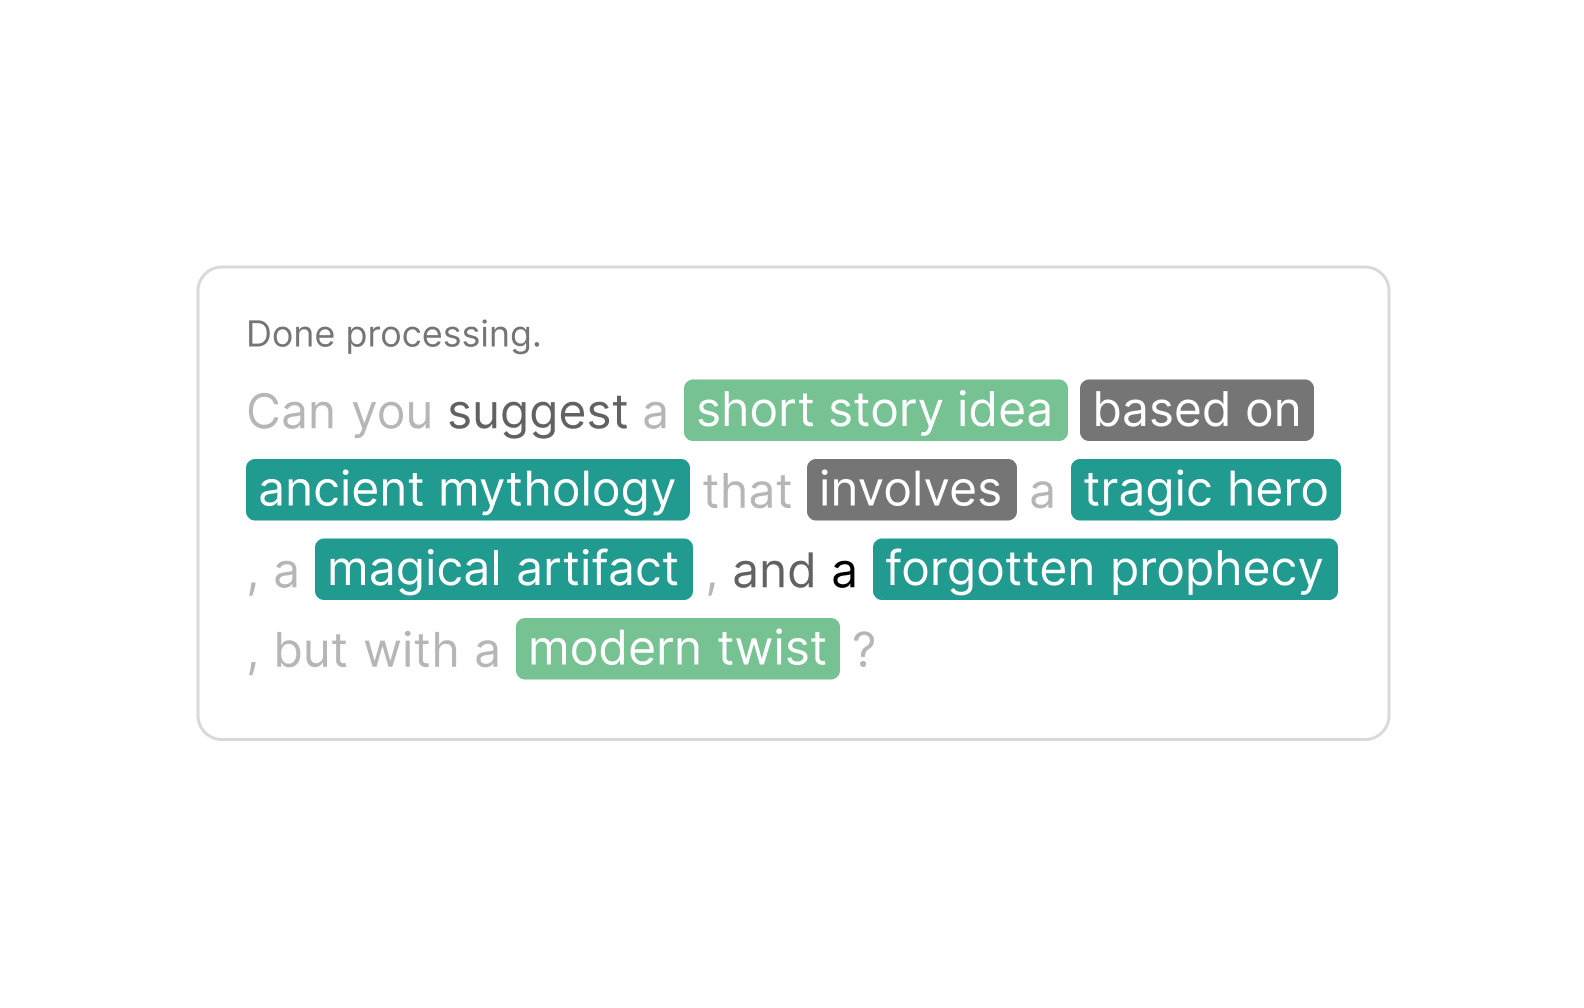 Done processing.
Can you suggest a short story idea based on
ancient mythology that involves a tragic hero
, a magical artifact , and a forgotten prophecy
, but with a modern twist ?